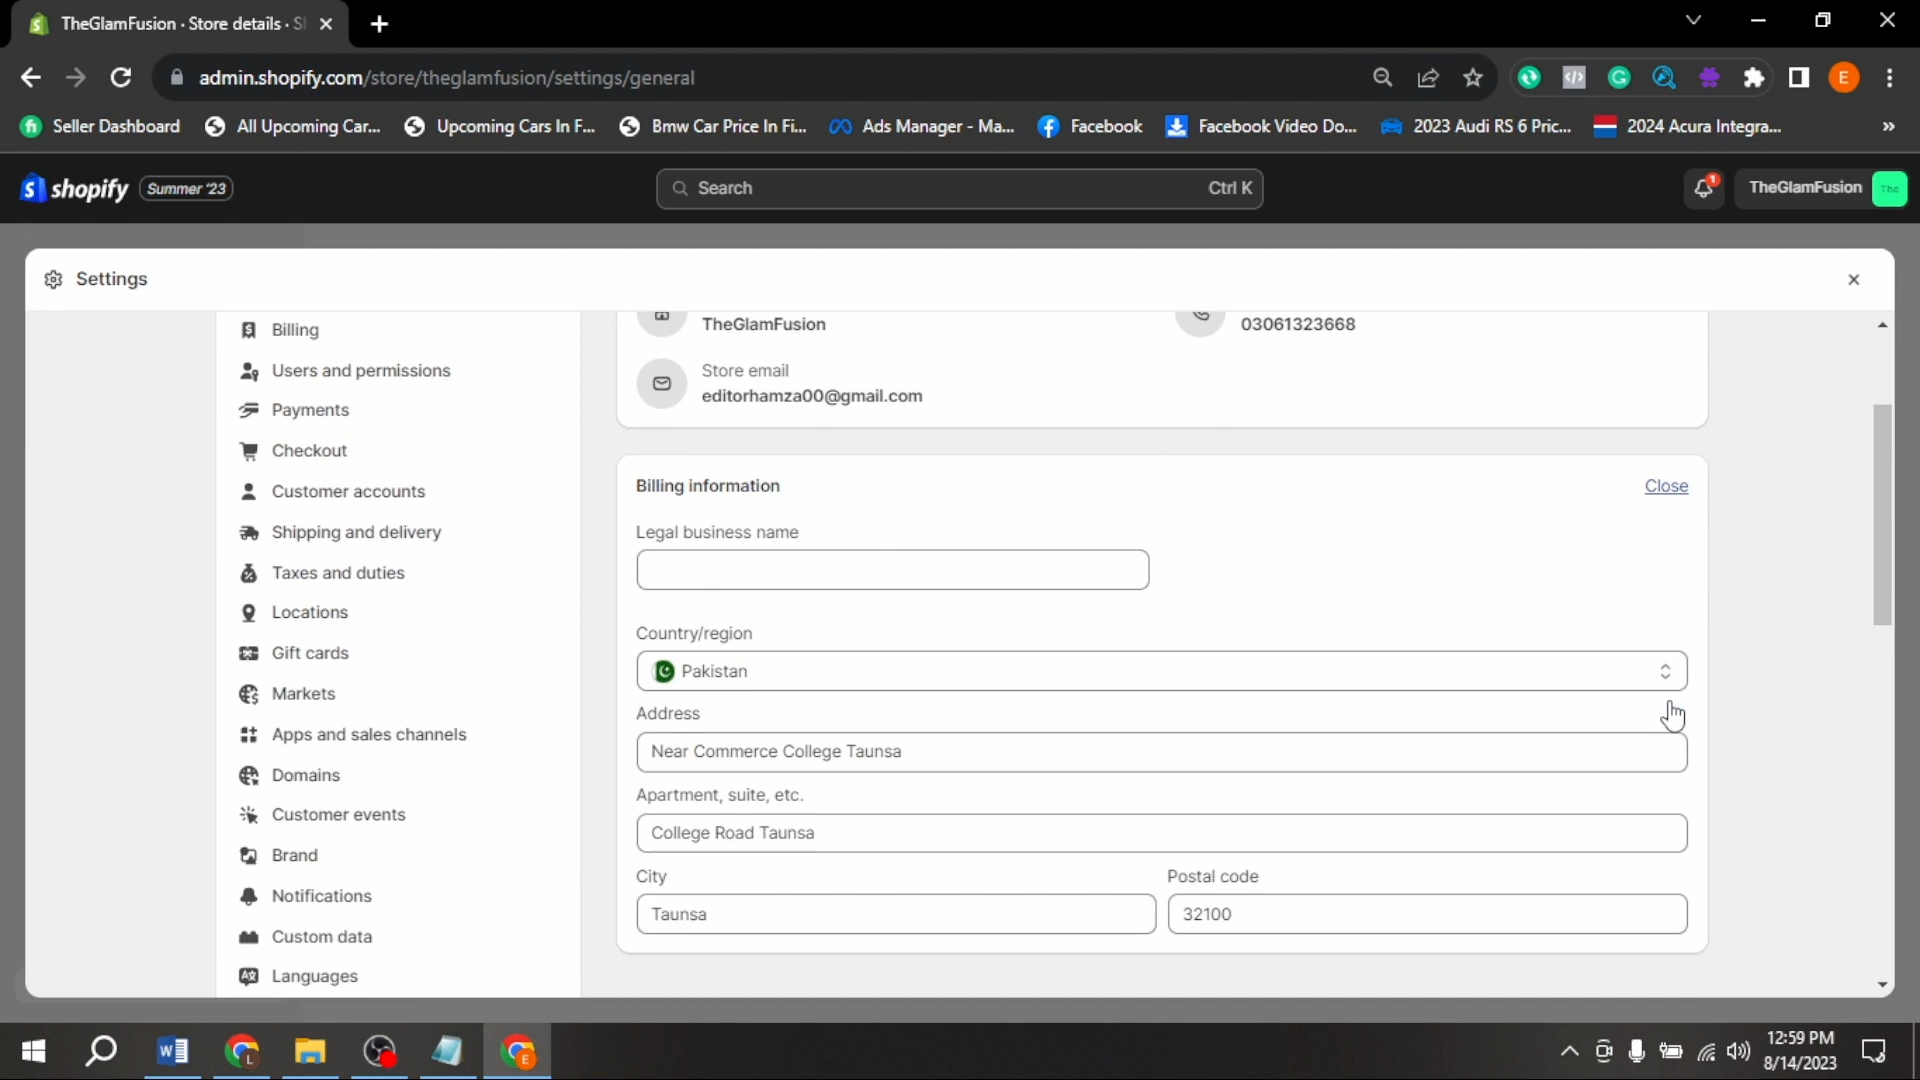 TheGlamFusion · Store details · S
admin.shopify.com/store/theglamfusion/settings/general
E
Seller Dashboard
All Upcoming Car...
Upcoming Cars In F...
Bmw Car Price In Fi...
Ads Manager - Ma...
Facebook
Facebook Video Do...
2023 Audi RS 6 Pric...
2024 Acura Integra...
»
shopify
Summer '23
Search
Ctrl K
1
TheGlamFusion
The
Settings
Billing
Users and permissions
Payments
Checkout
Customer accounts
Shipping and delivery
Taxes and duties
Locations
Gift cards
Markets
Apps and sales channels
Domains
Customer events
Brand
Notifications
Custom data
Languages
TheGlamFusion
03061323668
Store email
editorhamza00@gmail.com
Billing information
Close
Legal business name
Country/region
Pakistan
Address
Near Commerce College Taunsa
Apartment, suite, etc.
College Road Taunsa
City
Postal code
Taunsa
32100
12:59 PM
8/14/2023